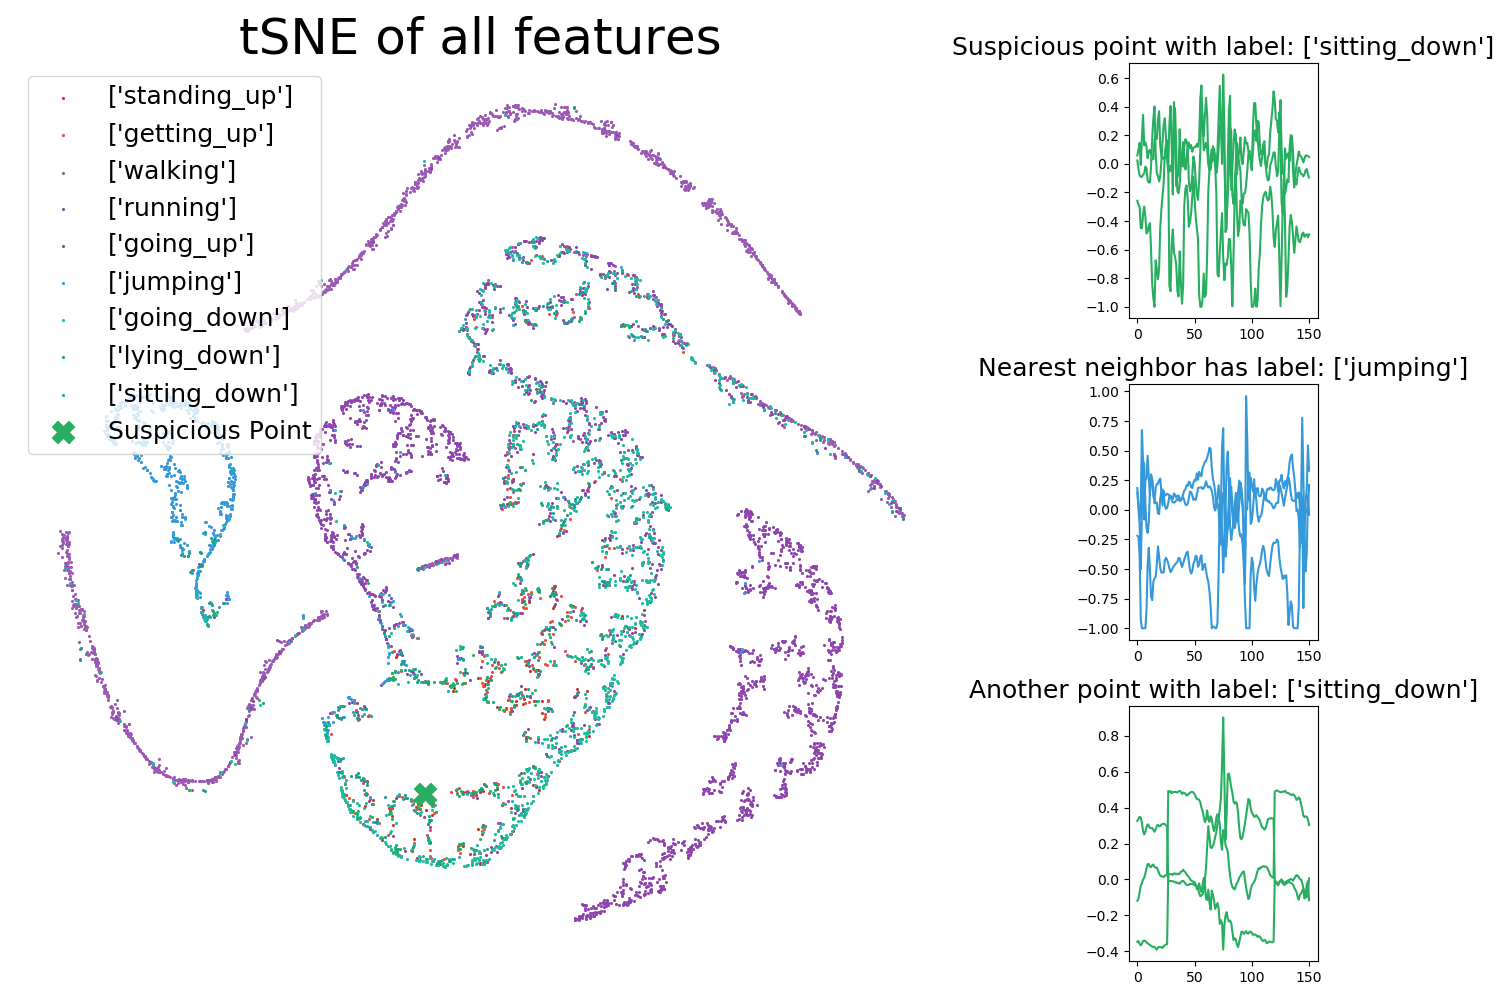 tSNE of all features
['standing_up']
['getting_up']
['walking']
['running']
['going_up']
['jumping']
['going_down']
['lying_down']
['sitting_down']
Suspicious Point
Suspicious point with label: ['sitting_down']
0.6
0.4
0.2
0.0
−0.2
−0.4
−0.6
−0.8
−1.0
0 50 100 150
Nearest neighbor has label: ['jumping']
1.00
0.75
0.50
0.25
0.00
−0.25
−0.50
−0.75
−1.00
0 50 100 150
Another point with label: ['sitting_down']
0.8
0.6
0.4
0.2
0.0
−0.2
−0.4
0 50 100 150